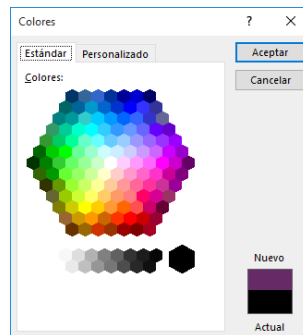 Colores
? ×
Estándar
Personalizado
Aceptar
Cancelar
Colores:
Nuevo
Actual